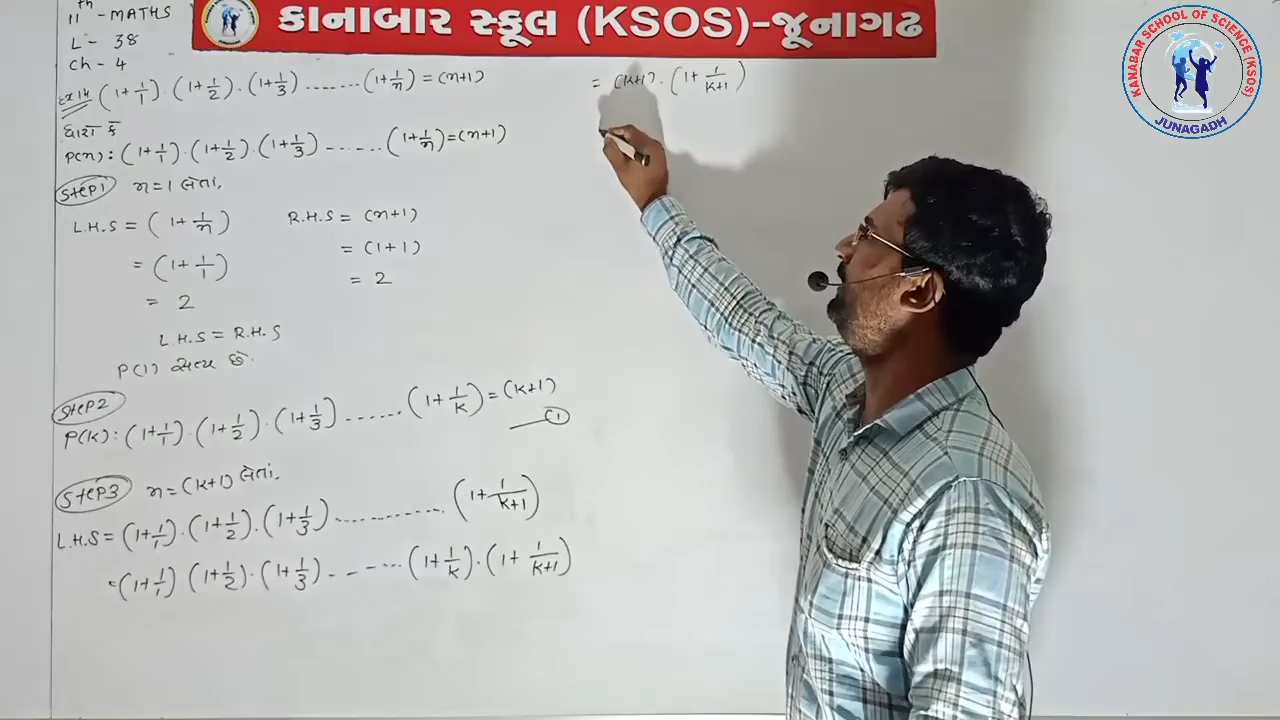 કાનાબાર સ્કૂલ (KSOS)-જૂનાગઢ
KANABAR SCHOOL OF SCIENCE (KSOS)
JUNAGADH
11th - MATHS
L - 38
Ch - 4
Ex 14 (1+1/1)·(1+1/2)·(1+1/3).......(1+1/n)=(n+1)
ધારો કે
P(n): (1+1/1)·(1+1/2)·(1+1/3).......(1+1/n)=(n+1)
Step1 n=1 લેતાં,
L.H.S = (1+1/n) R.H.S = (n+1)
= (1+1/1) = (1+1)
= 2 = 2
L.H.S = R.H.S
P(1) સત્ય છે.
Step2
P(k): (1+1/1)·(1+1/2)·(1+1/3)......(1+1/k)=(k+1)
——①
Step3 n=(k+1) લેતાં,
L.H.S = (1+1/1)·(1+1/2)·(1+1/3)............(1+1/k+1)
=(1+1/1)(1+1/2)·(1+1/3).......(1+1/k)·(1+1/k+1)
= (k+1)·(1+1/k+1)